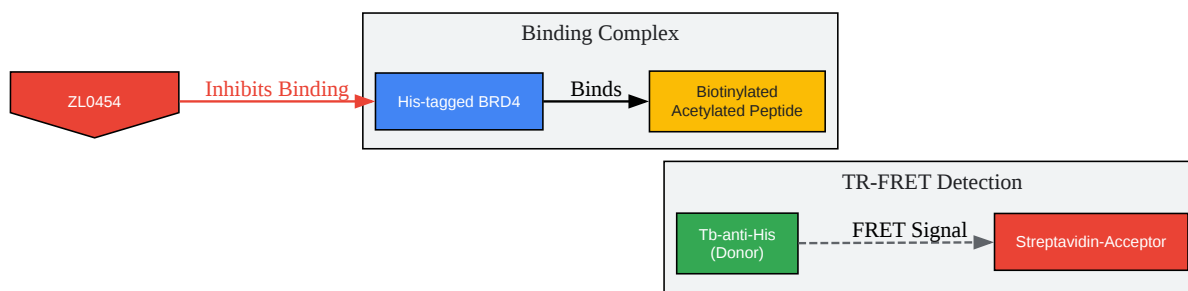 Binding Complex
ZL0454
Inhibits Binding
His-tagged BRD4
Binds
Biotinylated
Acetylated Peptide
TR-FRET Detection
Tb-anti-His
(Donor)
FRET Signal
Streptavidin-Acceptor